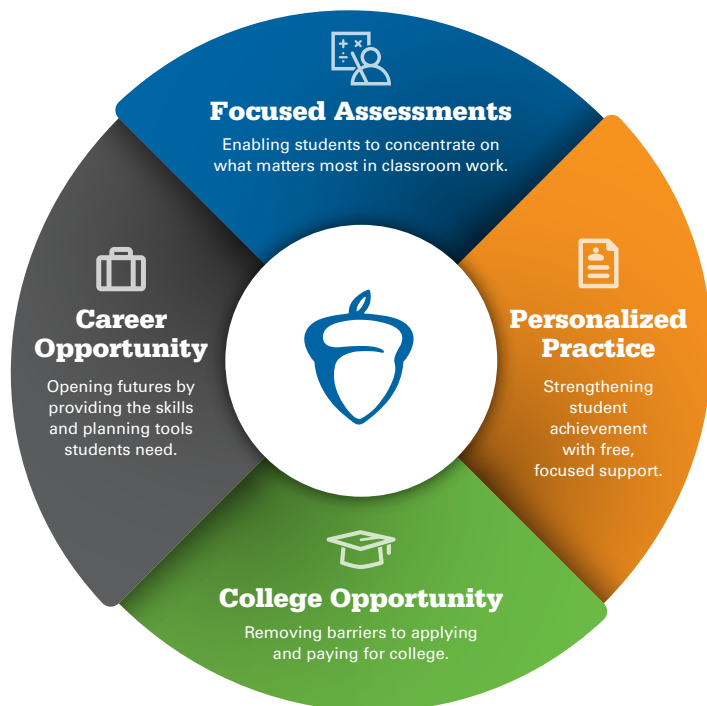 Focused Assessments
Enabling students to concentrate on
what matters most in classroom work.
Personalized
Practice
Strengthening
student
achievement
with free,
focused support.
College Opportunity
Removing barriers to applying
and paying for college.
Career
Opportunity
Opening futures by
providing the skills
and planning tools
students need.